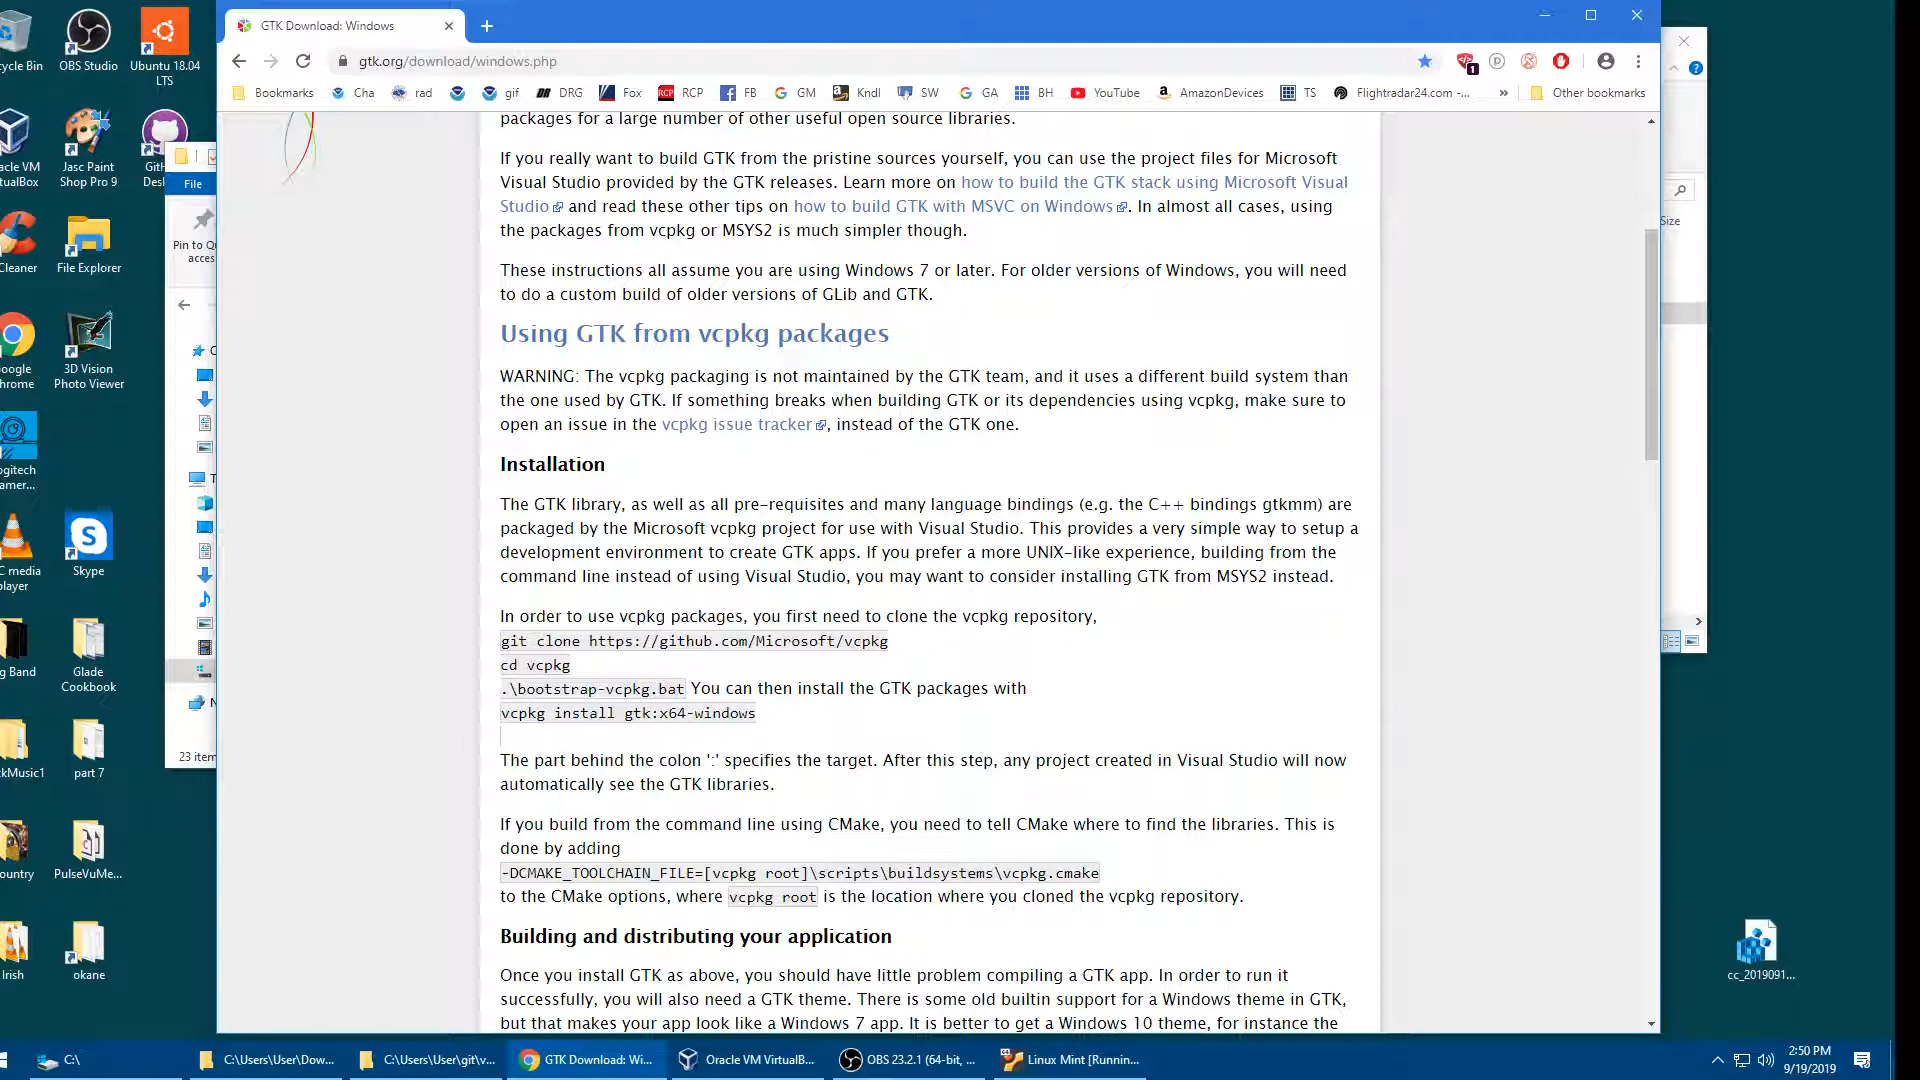 GTK Download: Windows
gtk.org/download/windows.php
1
Bookmarks Cha rad gif DRG Fox RCP FB GM Kndl SW GA BH YouTube AmazonDevices TS Flightradar24.com -... » Other bookmarks
cycle Bin
OBS Studio
Ubuntu 18.04
LTS
Jasc Paint
Shop Pro 9
File
Pin to Qu
acces
Size
Cleaner
File Explorer
3D Vision
Photo Viewer
Skype
C media
player
Glade
Cookbook
part 7
23 item
PulseVuMe...
Irish
okane
cc_2019091...
packages for a large number of other useful open source libraries.
If you really want to build GTK from the pristine sources yourself, you can use the project files for Microsoft
Visual Studio provided by the GTK releases. Learn more on how to build the GTK stack using Microsoft Visual
Studio and read these other tips on how to build GTK with MSVC on Windows. In almost all cases, using
the packages from vcpkg or MSYS2 is much simpler though.
These instructions all assume you are using Windows 7 or later. For older versions of Windows, you will need
to do a custom build of older versions of GLib and GTK.
Using GTK from vcpkg packages
WARNING: The vcpkg packaging is not maintained by the GTK team, and it uses a different build system than
the one used by GTK. If something breaks when building GTK or its dependencies using vcpkg, make sure to
open an issue in the vcpkg issue tracker, instead of the GTK one.
Installation
The GTK library, as well as all pre-requisites and many language bindings (e.g. the C++ bindings gtkmm) are
packaged by the Microsoft vcpkg project for use with Visual Studio. This provides a very simple way to setup a
development environment to create GTK apps. If you prefer a more UNIX-like experience, building from the
command line instead of using Visual Studio, you may want to consider installing GTK from MSYS2 instead.
In order to use vcpkg packages, you first need to clone the vcpkg repository,
git clone https://github.com/Microsoft/vcpkg
cd vcpkg
.\bootstrap-vcpkg.bat You can then install the GTK packages with
vcpkg install gtk:x64-windows
The part behind the colon ':' specifies the target. After this step, any project created in Visual Studio will now
automatically see the GTK libraries.
If you build from the command line using CMake, you need to tell CMake where to find the libraries. This is
done by adding
-DCMAKE_TOOLCHAIN_FILE=[vcpkg root]\scripts\buildsystems\vcpkg.cmake
to the CMake options, where vcpkg root is the location where you cloned the vcpkg repository.
Building and distributing your application
Once you install GTK as above, you should have little problem compiling a GTK app. In order to run it
successfully, you will also need a GTK theme. There is some old builtin support for a Windows theme in GTK,
but that makes your app look like a Windows 7 app. It is better to get a Windows 10 theme, for instance the
C:\
C:\Users\User\Dow...
C:\Users\User\git\v...
GTK Download: Wi...
Oracle VM VirtualB...
OBS 23.2.1 (64-bit, ...
Linux Mint [Runnin...
2:50 PM
9/19/2019